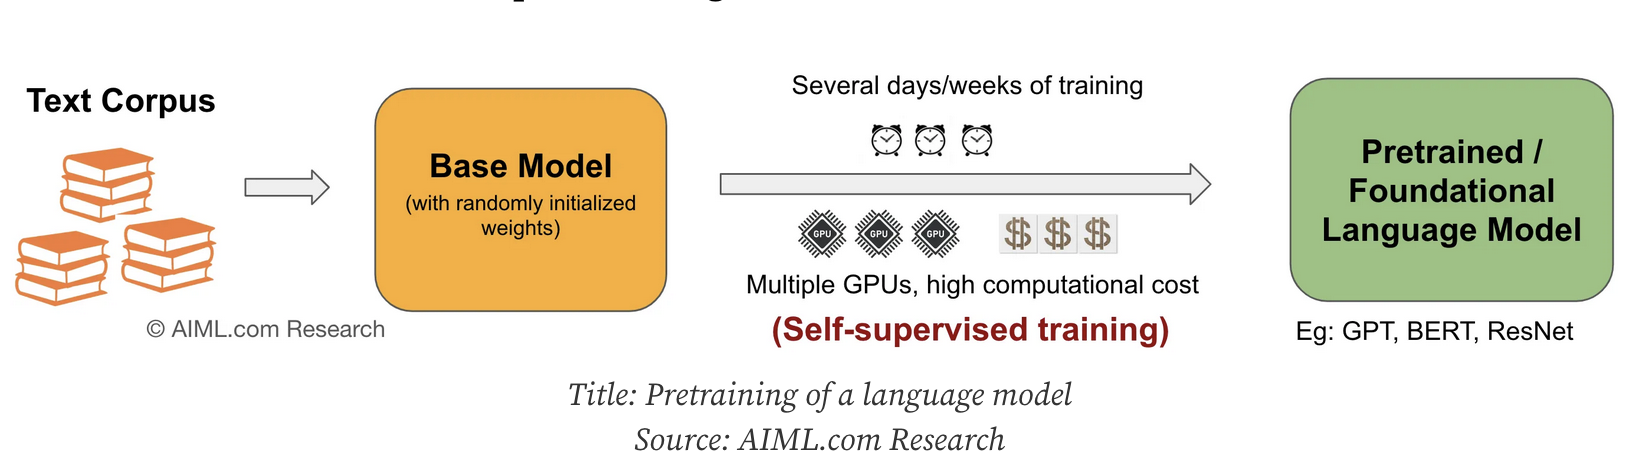 Text Corpus
© AIML.com Research
Base Model
(with randomly initialized
weights)
Several days/weeks of training
GPU GPU GPU
$ $ $
Multiple GPUs, high computational cost
(Self-supervised training)
Pretrained /
Foundational
Language Model
Eg: GPT, BERT, ResNet
Title: Pretraining of a language model
Source: AIML.com Research